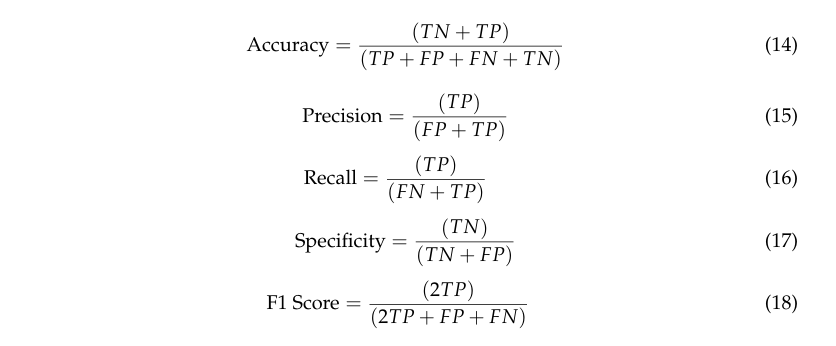 Accuracy = (TN + TP) / (TP + FP + FN + TN) (14)
Precision = (TP) / (FP + TP) (15)
Recall = (TP) / (FN + TP) (16)
Specificity = (TN) / (TN + FP) (17)
F1 Score = (2TP) / (2TP + FP + FN) (18)